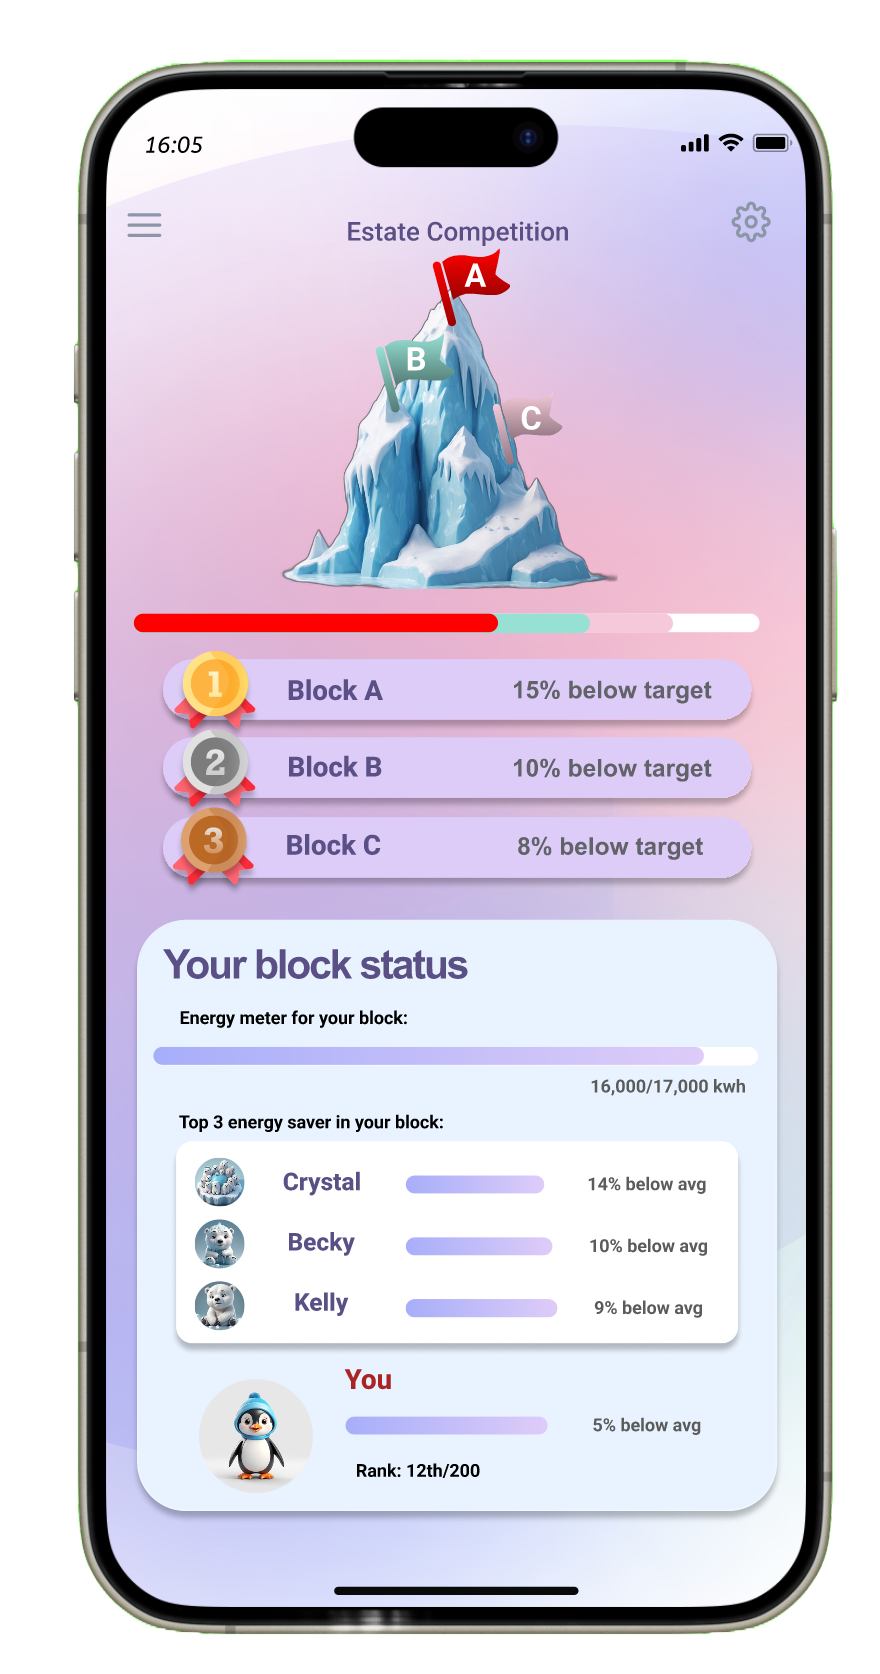 16:05
Estate Competition
A
B
C
1 Block A 15% below target
2 Block B 10% below target
3 Block C 8% below target
Your block status
Energy meter for your block:
16,000/17,000 kwh
Top 3 energy saver in your block:
Crystal 14% below avg
Becky 10% below avg
Kelly 9% below avg
You
5% below avg
Rank: 12th/200